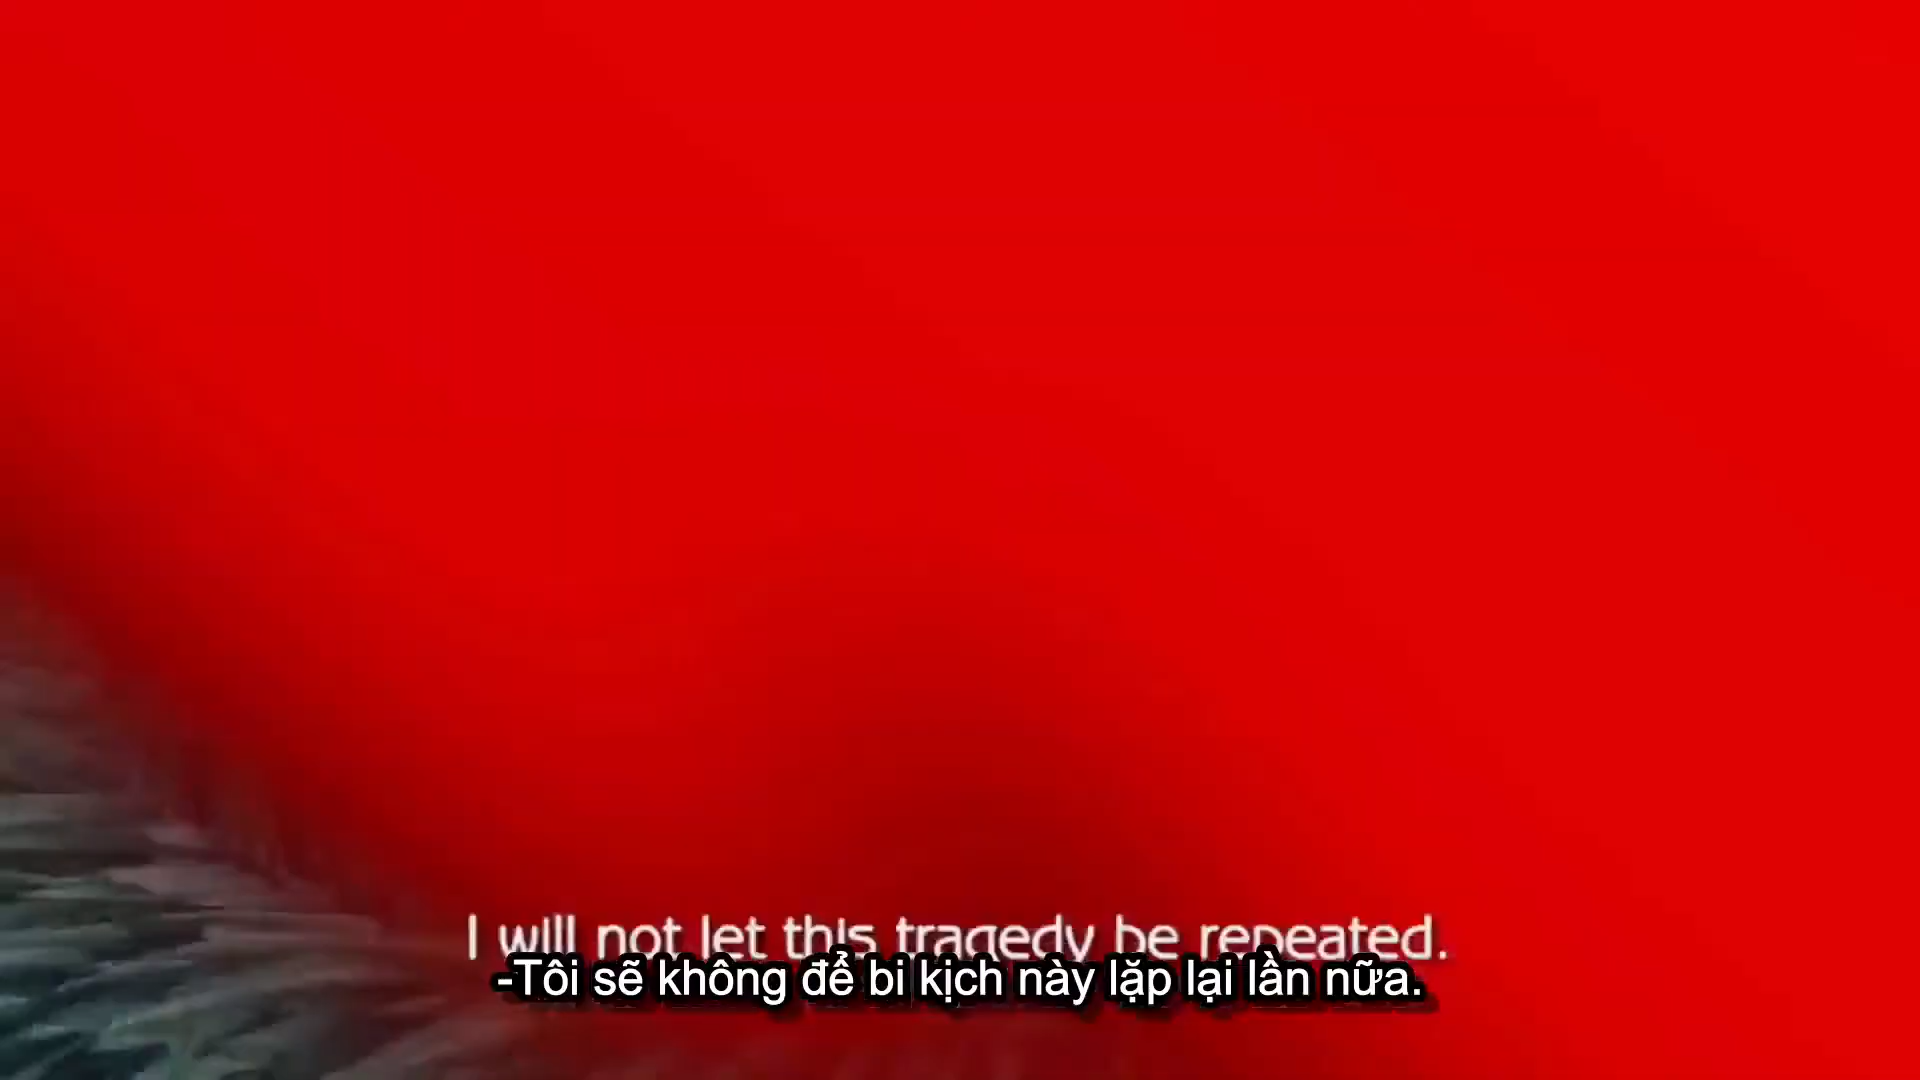 I will not let this tragedy be repeated.
-Tôi sẽ không để bi kịch này lặp lại lần nữa.